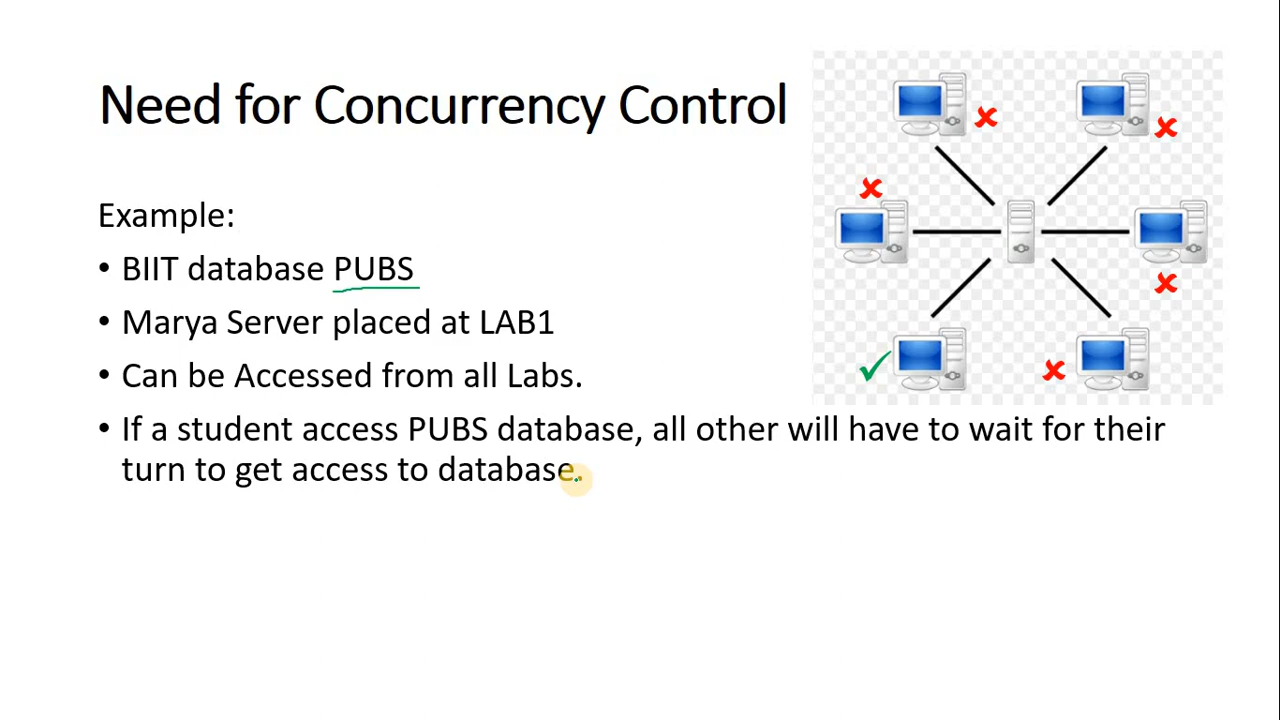 Need for Concurrency Control
Example:
• BIIT database PUBS
• Marya Server placed at LAB1
• Can be Accessed from all Labs.
• If a student access PUBS database, all other will have to wait for their
turn to get access to database.